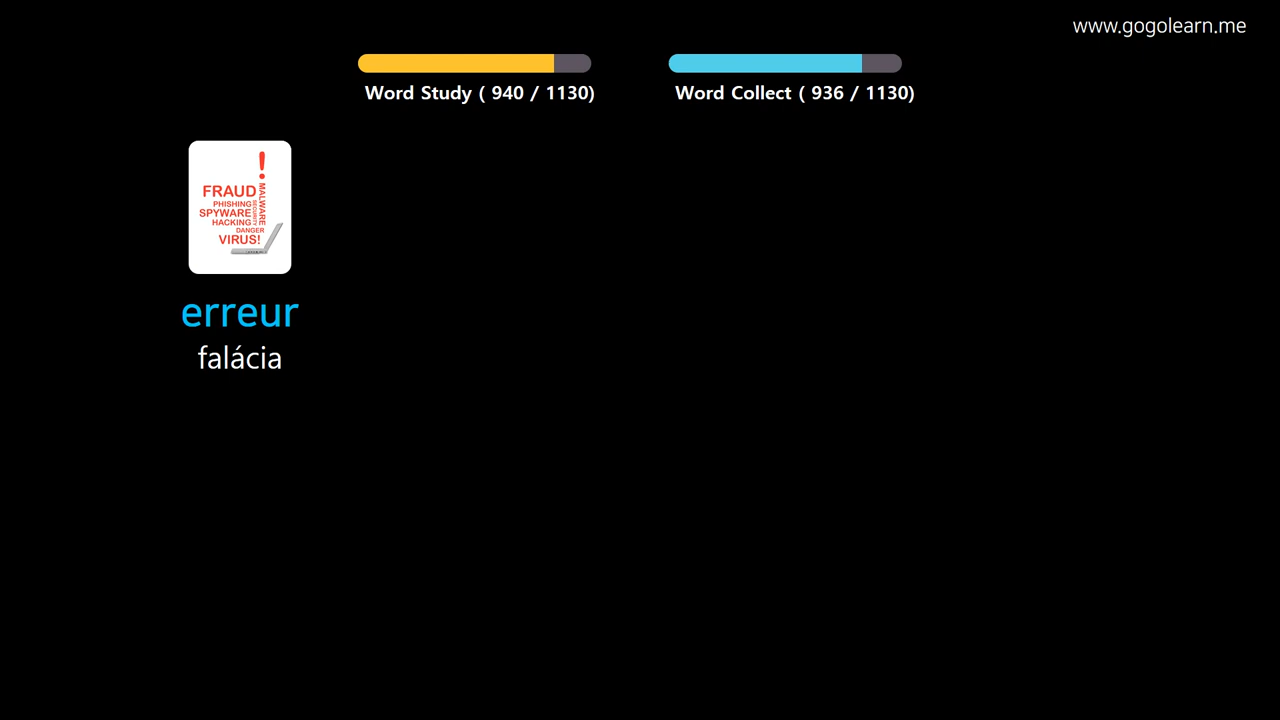 www.gogolearn.me
Word Study ( 940 / 1130)
Word Collect ( 936 / 1130)
!
FRAUD
PHISHING
SPYWARE
HACKING
DANGER
VIRUS!
MALWARE
SECURITY
erreur
falácia